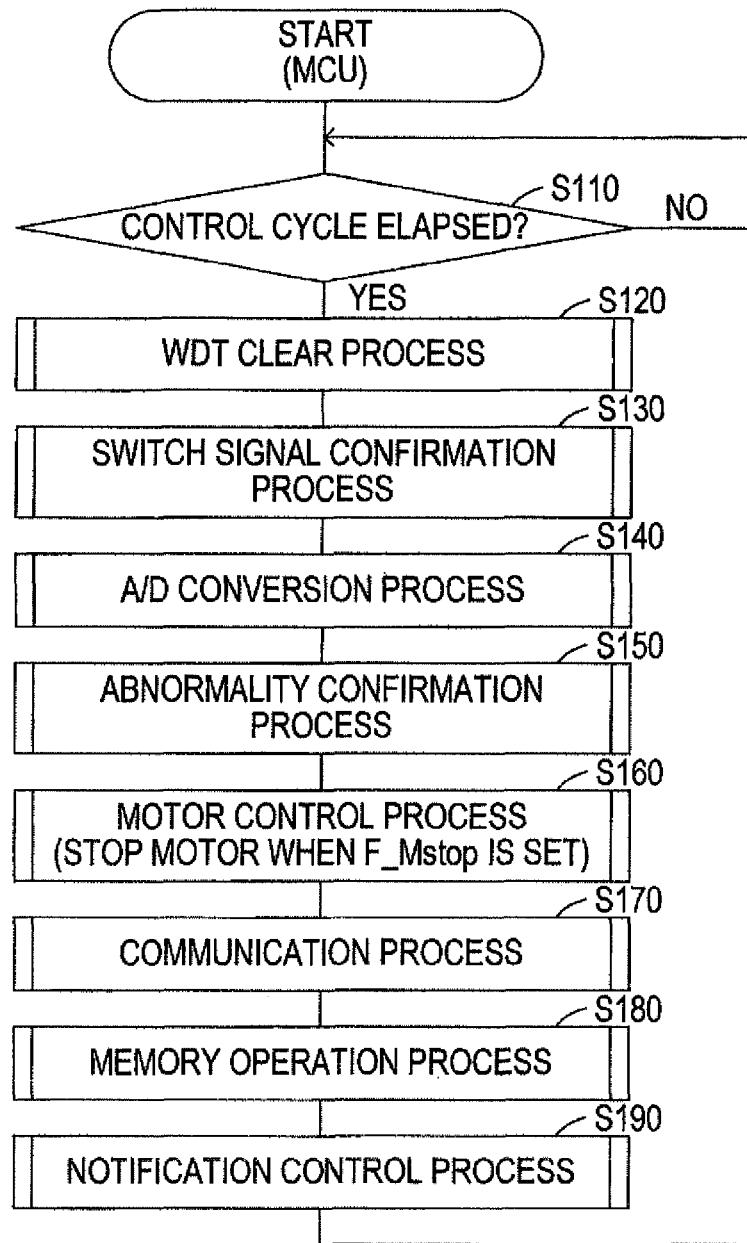 START
(MCU)
S110
CONTROL CYCLE ELAPSED?
NO
YES
S120
WDT CLEAR PROCESS
S130
SWITCH SIGNAL CONFIRMATION
PROCESS
S140
A/D CONVERSION PROCESS
S150
ABNORMALITY CONFIRMATION
PROCESS
S160
MOTOR CONTROL PROCESS
(STOP MOTOR WHEN F_Mstop IS SET)
S170
COMMUNICATION PROCESS
S180
MEMORY OPERATION PROCESS
S190
NOTIFICATION CONTROL PROCESS